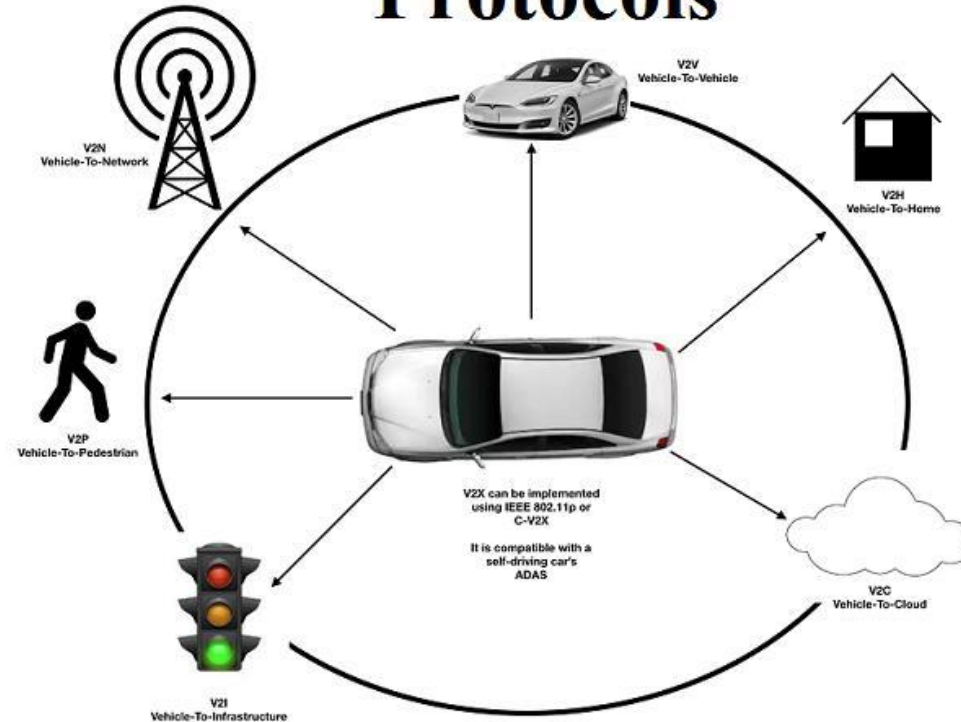 Protocols
V2V
Vehicle-To-Vehicle
V2N
Vehicle-To-Network
V2H
Vehicle-To-Home
V2P
Vehicle-To-Pedestrian
V2X can be implemented
using IEEE 802.11p or
C-V2X
It is compatible with a
self-driving car's
ADAS
V2C
Vehicle-To-Cloud
V2I
Vehicle-To-Infrastructure